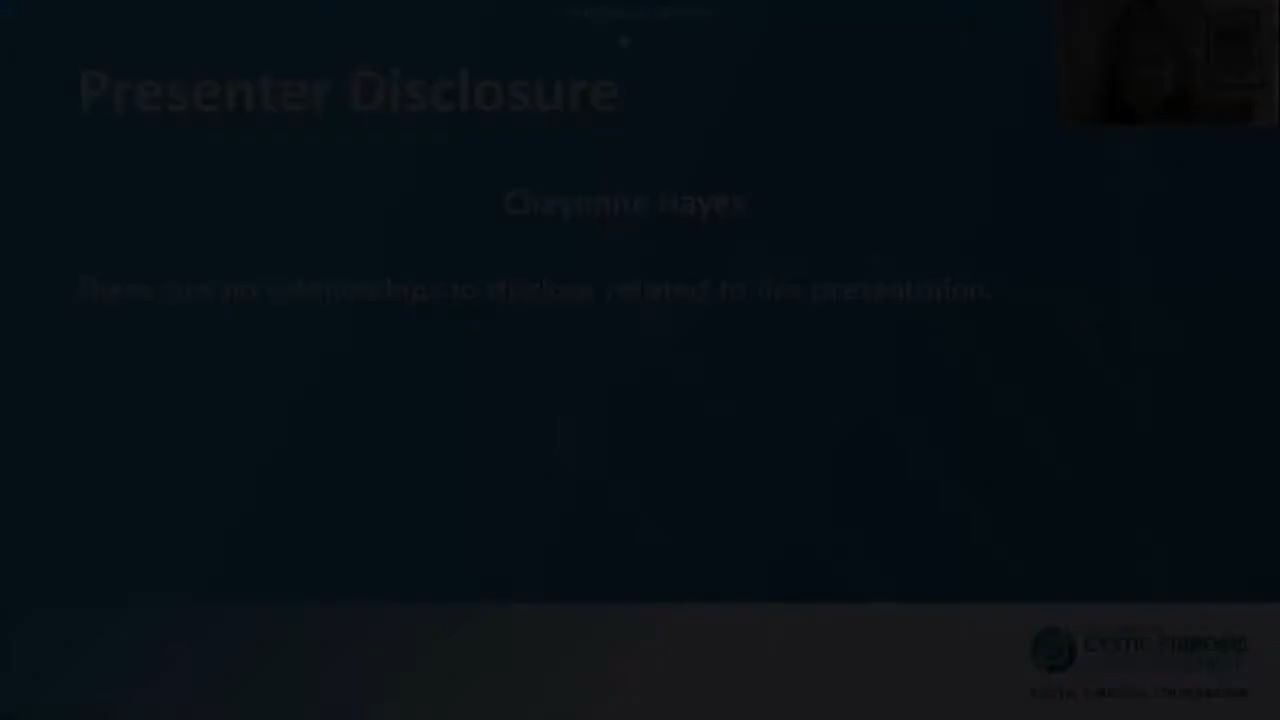 Presenter Disclosure
Cheyenne Hayes
There are no relationships to disclose related to this presentation.
CYSTIC FIBROSIS